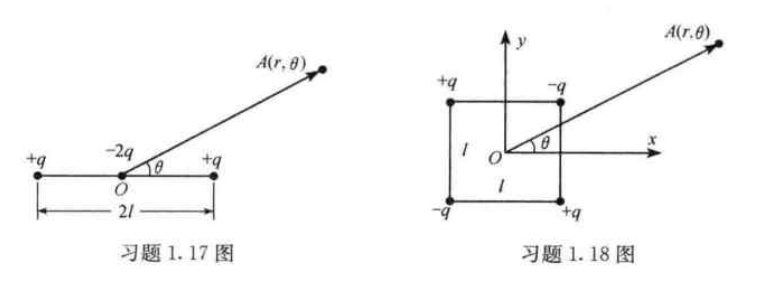 A(r, θ)
+q
-2q
θ
+q
O
2l
习题 1.17 图
y
A(r,θ)
+q
-q
l
O
θ
x
l
-q
+q
习题 1.18 图